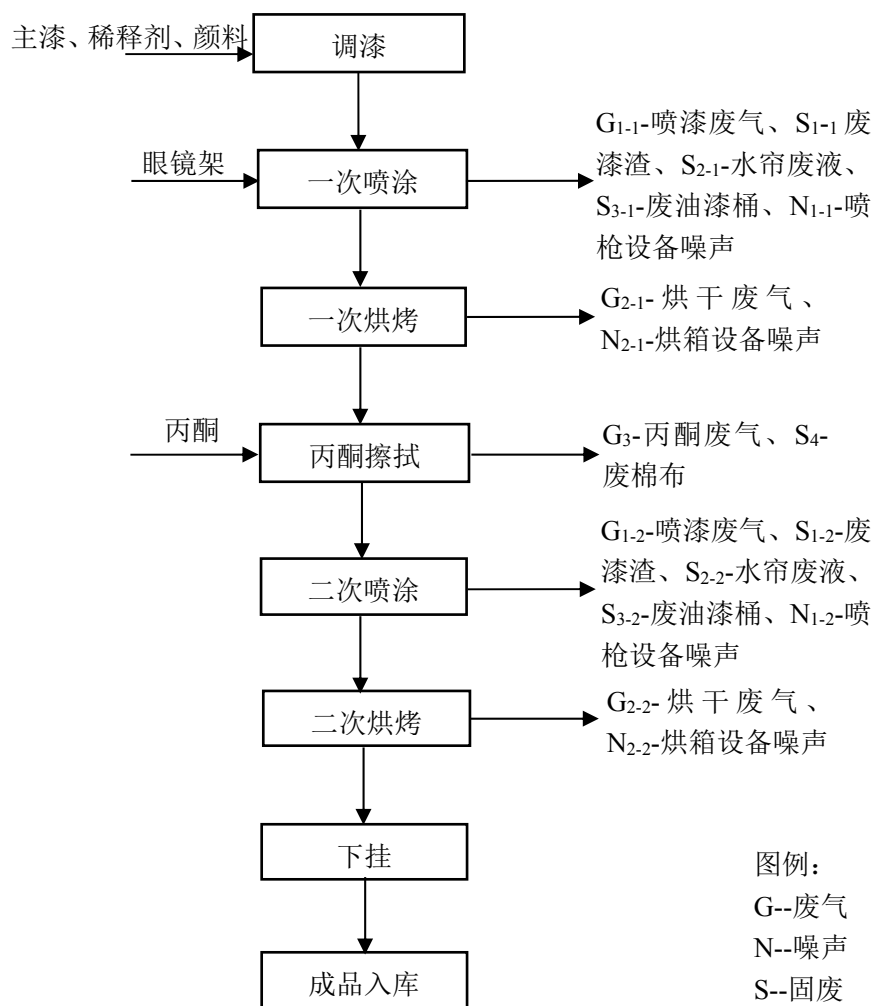 主漆、稀释剂、颜料
调漆
G1-1-喷漆废气、S1-1 废
漆渣、S2-1-水帘废液、
S3-1-废油漆桶、N1-1-喷
枪设备噪声
眼镜架
一次喷涂
一次烘烤
G2-1-烘干废气、
N2-1-烘箱设备噪声
丙酮
丙酮擦拭
G3-丙酮废气、S4-
废棉布
G1-2-喷漆废气、S1-2-废
漆渣、S2-2-水帘废液、
S3-2-废油漆桶、N1-2-喷
枪设备噪声
二次喷涂
二次烘烤
G2-2-烘干废气、
N2-2-烘箱设备噪声
下挂
成品入库
图例：
G--废气
N--噪声
S--固废